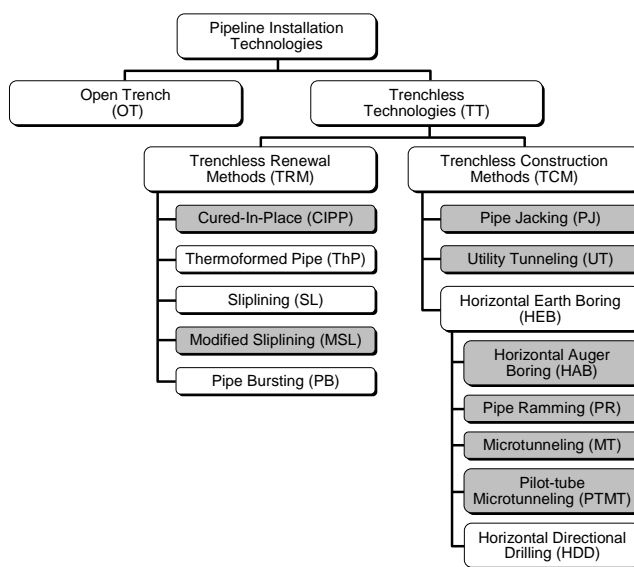 Pipeline Installation
Technologies
Open Trench
(OT)
Trenchless
Technologies (TT)
Trenchless Renewal
Methods (TRM)
Trenchless Construction
Methods (TCM)
Cured-In-Place (CIPP)
Thermoformed Pipe (ThP)
Sliplining (SL)
Modified Sliplining (MSL)
Pipe Bursting (PB)
Pipe Jacking (PJ)
Utility Tunneling (UT)
Horizontal Earth Boring
(HEB)
Horizontal Auger
Boring (HAB)
Pipe Ramming (PR)
Microtunneling (MT)
Pilot-tube
Microtunneling (PTMT)
Horizontal Directional
Drilling (HDD)